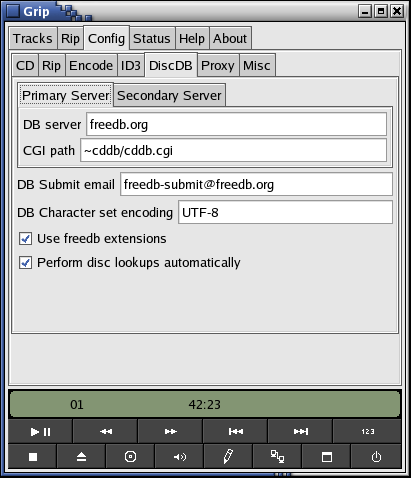 Grip
Tracks Rip Config Status Help About
CD Rip Encode ID3 DiscDB Proxy Misc
Primary Server Secondary Server
DB server freedb.org
CGI path ~cddb/cddb.cgi
DB Submit email freedb-submit@freedb.org
DB Character set encoding UTF-8
Use freedb extensions
Perform disc lookups automatically
01 42:23
123